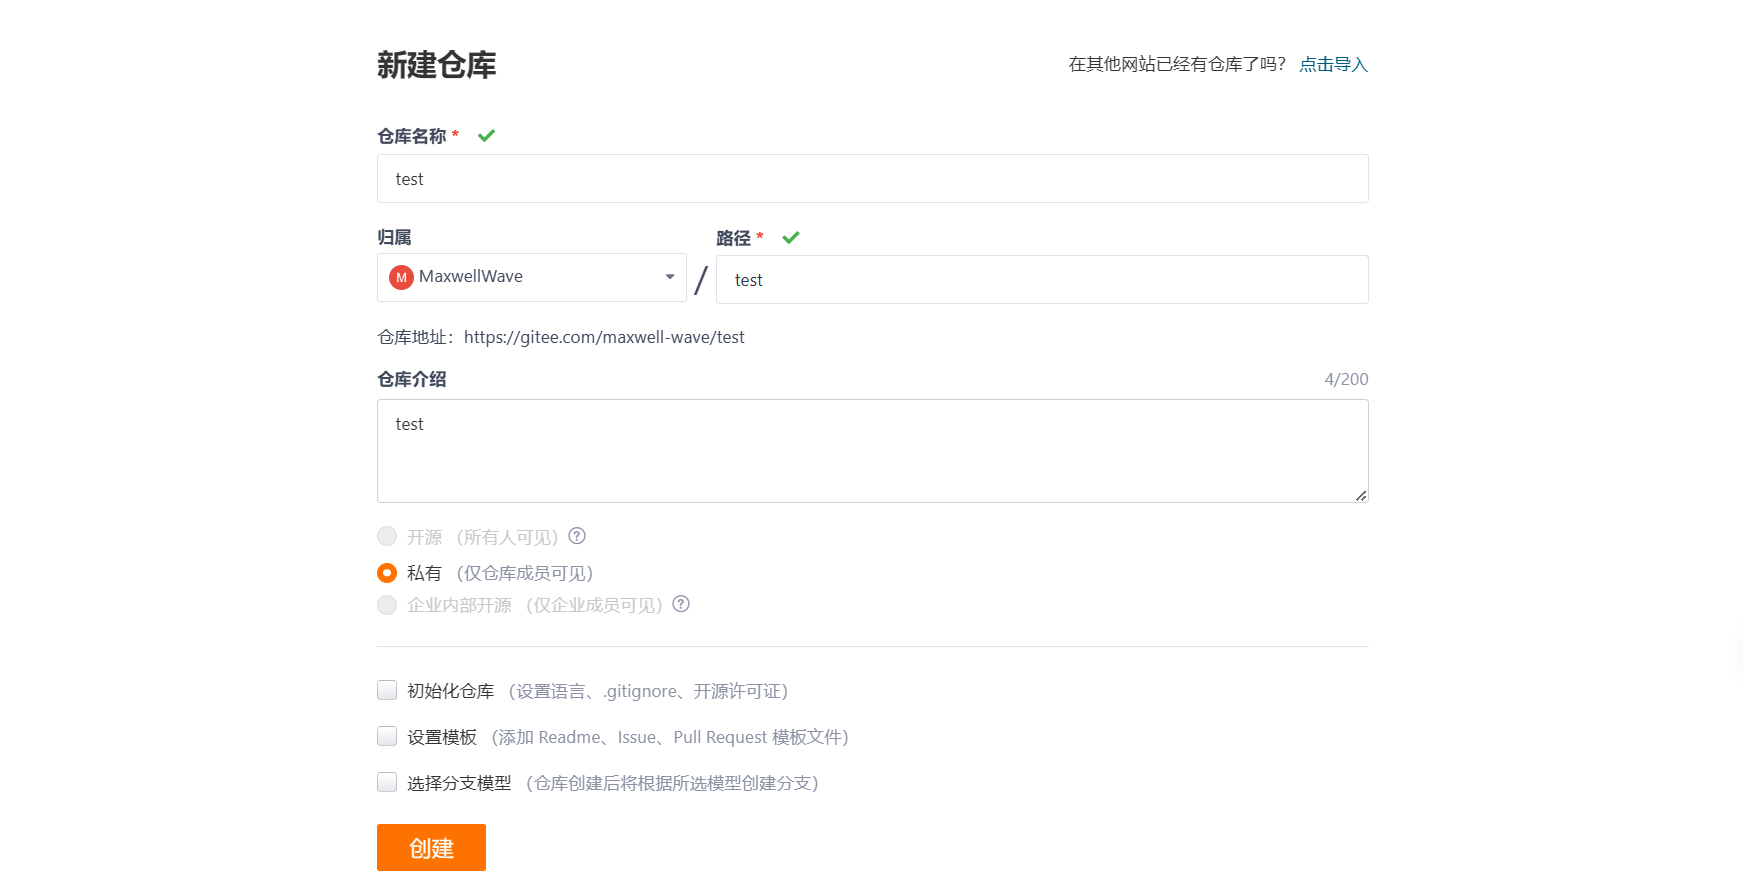 新建仓库
在其他网站已经有仓库了吗? 点击导入
仓库名称 *
test
归属
路径 *
M MaxwellWave / test
仓库地址：https://gitee.com/maxwell-wave/test
仓库介绍 4/200
test
开源 （所有人可见） ?
私有 （仅仓库成员可见）
企业内部开源 （仅企业成员可见） ?
初始化仓库 （设置语言、.gitignore、开源许可证）
设置模板 （添加 Readme、Issue、Pull Request 模板文件）
选择分支模型 （仓库创建后将根据所选模型创建分支）
创建